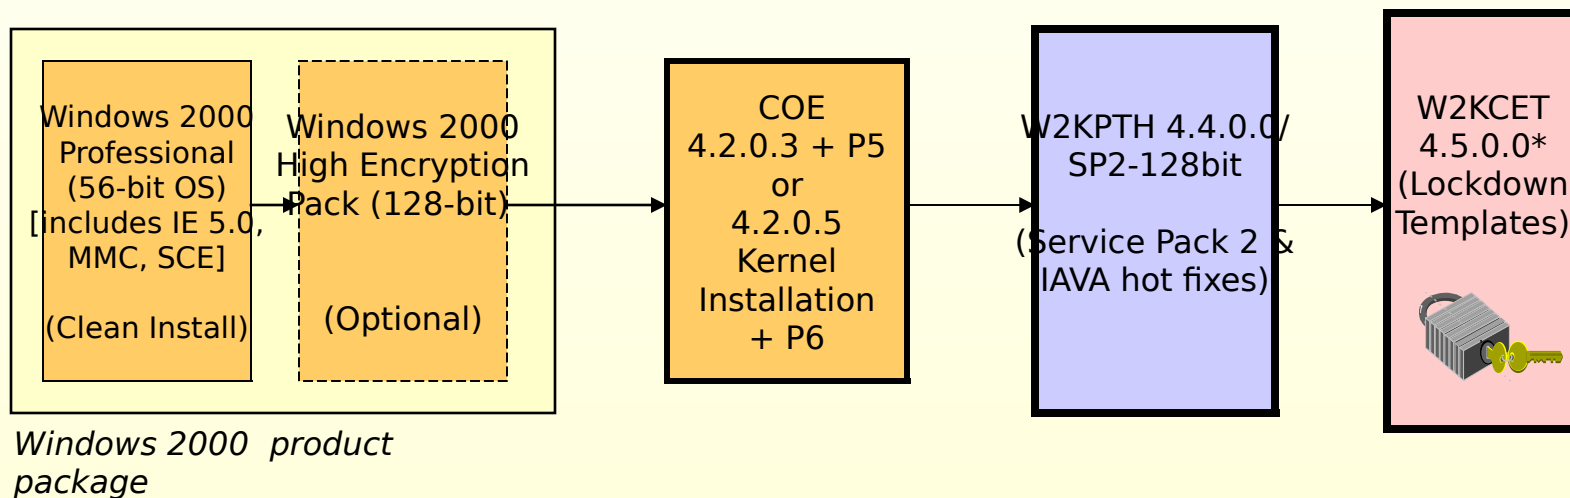 Windows 2000
Professional
(56-bit OS)
[includes IE 5.0,
MMC, SCE]
(Clean Install)
Windows 2000
High Encryption
Pack (128-bit)
(Optional)
COE
4.2.0.3 + P5
or
4.2.0.5
Kernel
Installation
+ P6
W2KPTH 4.4.0.0/
SP2-128bit
(Service Pack 2 &
IAVA hot fixes)
W2KCET
4.5.0.0*
(Lockdown
Templates)
Windows 2000  product
package